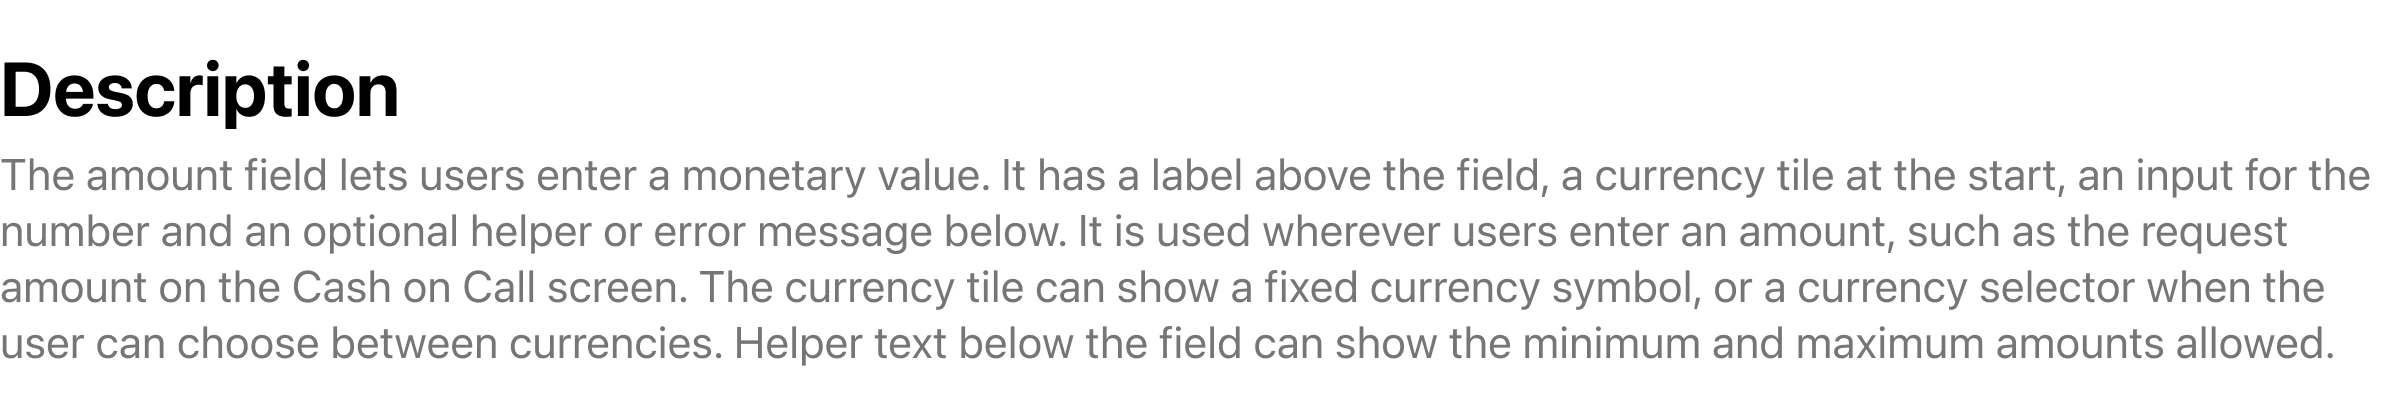 Description
The amount field lets users enter a monetary value. It has a label above the field, a currency tile at the start, an input for the
number and an optional helper or error message below. It is used wherever users enter an amount, such as the request
amount on the Cash on Call screen. The currency tile can show a fixed currency symbol, or a currency selector when the
user can choose between currencies. Helper text below the field can show the minimum and maximum amounts allowed.